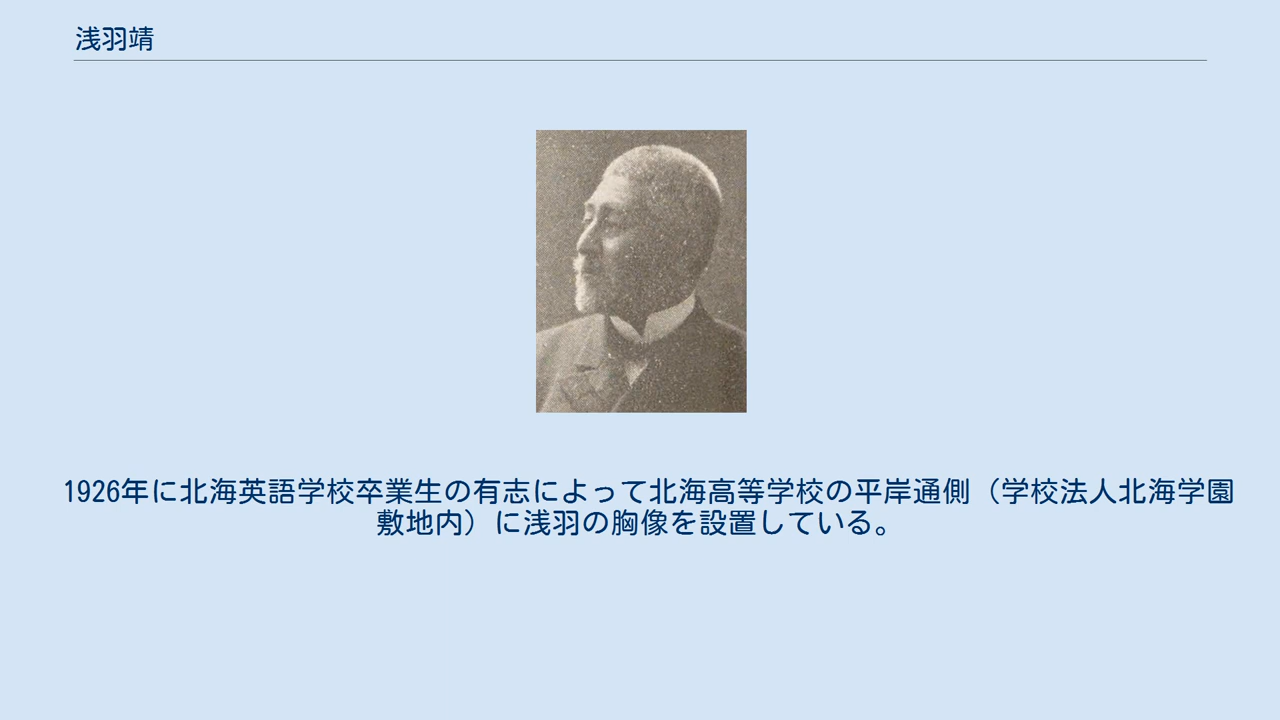 浅羽靖
1926年に北海英語学校卒業生の有志によって北海高等学校の平岸通側（学校法人北海学園
敷地内）に浅羽の胸像を設置している。